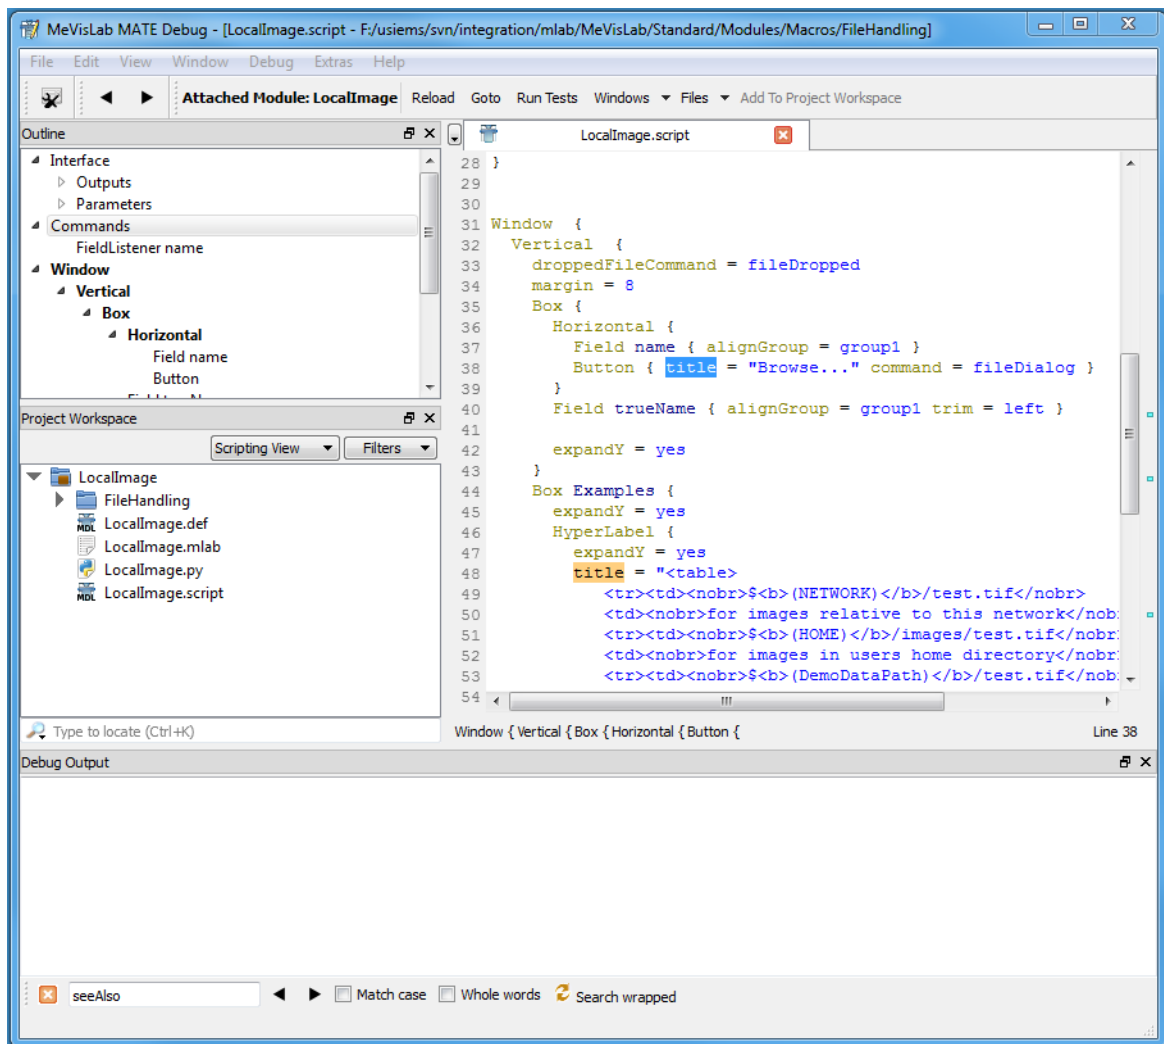 MeVisLab MATE Debug - [LocalImage.script - F:/usiems/svn/integration/mlab/MeVisLab/Standard/Modules/Macros/FileHandling]
File Edit View Window Debug Extras Help
Attached Module: LocalImage Reload Goto Run Tests Windows Files Add To Project Workspace
Outline
Interface
Outputs
Parameters
Commands
FieldListener name
Window
Vertical
Box
Horizontal
Field name
Button
Project Workspace
Scripting View Filters
LocalImage
FileHandling
MDL LocalImage.def
LocalImage.mlab
LocalImage.py
MDL LocalImage.script
Type to locate (Ctrl+K)
LocalImage.script
28 }
29
30
31 Window {
32 Vertical {
33 droppedFileCommand = fileDropped
34 margin = 8
35 Box {
36 Horizontal {
37 Field name { alignGroup = group1 }
38 Button { title = "Browse..." command = fileDialog }
39 }
40 Field trueName { alignGroup = group1 trim = left }
41
42 expandY = yes
43 }
44 Box Examples {
45 expandY = yes
46 HyperLabel {
47 expandY = yes
48 title = "<table>
49 <tr><td><nobr>$<b>(NETWORK)</b>/test.tif</nobr>
50 <td><nobr>for images relative to this network</nob
51 <tr><td><nobr>$<b>(HOME)</b>/images/test.tif</nobr
52 <td><nobr>for images in users home directory</nobr
53 <tr><td><nobr>$<b>(DemoDataPath)</b>/test.tif</nob
54
Window { Vertical { Box { Horizontal { Button { Line 38
Debug Output
seeAlso Match case Whole words Search wrapped